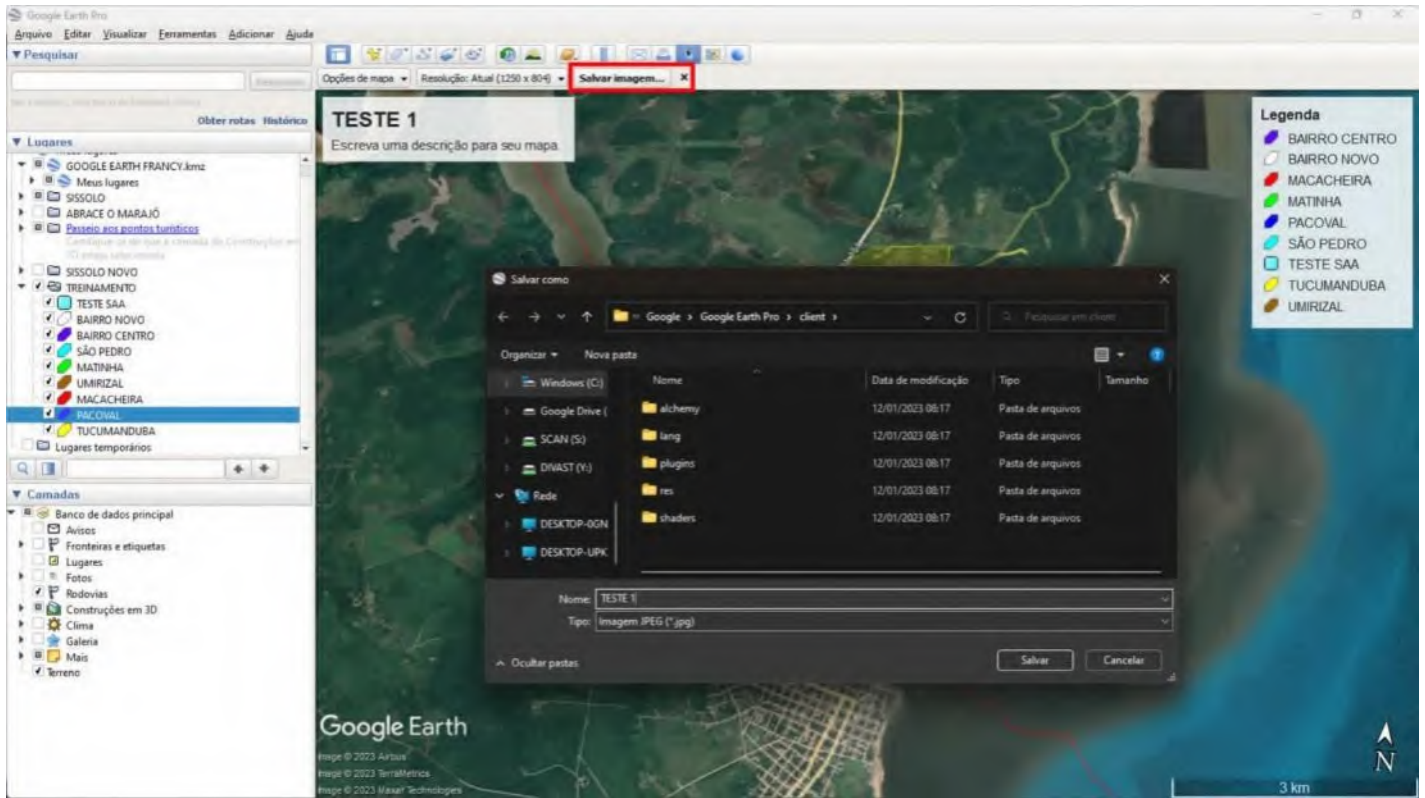 Google Earth Pro
Arquivo Editar Visualizar Ferramentas Adicionar Ajuda
Pesquisar
Obter rotas Histórico
Lugares
GOOGLE EARTH FRANCY.kmz
Meus lugares
SISSOLO
ABRACE O MARAJÓ
Passeio aos pontos turísticos
SISSOLO NOVO
TREINAMENTO
TESTE SAA
BAIRRO NOVO
BAIRRO CENTRO
SÃO PEDRO
MATINHA
UMIRIZAL
MACACHEIRA
PACOVAL
TUCUMANDUBA
Lugares temporários
Camadas
Banco de dados principal
Avisos
Fronteiras e etiquetas
Lugares
Fotos
Rodovias
Construções em 3D
Clima
Galeria
Mais
Terreno
Opções de mapa Resolução: Atual (1250 x 804) Salvar imagem... X
TESTE 1
Escreva uma descrição para seu mapa.
Legenda
BAIRRO CENTRO
BAIRRO NOVO
MACACHEIRA
MATINHA
PACOVAL
SÃO PEDRO
TESTE SAA
TUCUMANDUBA
UMIRIZAL
Salvar como
Google > Google Earth Pro > client >
Pesquisar em client
Organizar Nova pasta
Windows (C:)
Google Drive (
SCAN (S:)
DIVAST (Y:)
Rede
DESKTOP-0GN
DESKTOP-UPK
Nome Data de modificação Tipo Tamanho
alchemy 12/01/2023 08:17 Pasta de arquivos
lang 12/01/2023 08:17 Pasta de arquivos
plugins 12/01/2023 08:17 Pasta de arquivos
res 12/01/2023 08:17 Pasta de arquivos
shaders 12/01/2023 08:17 Pasta de arquivos
Nome: TESTE 1
Tipo: Imagem JPEG (*.jpg)
Ocultar pastas Salvar Cancelar
Google Earth
Image © 2023 Airbus
Image © 2023 TerraMetrics
Image © 2023 Maxar Technologies
N
3 km